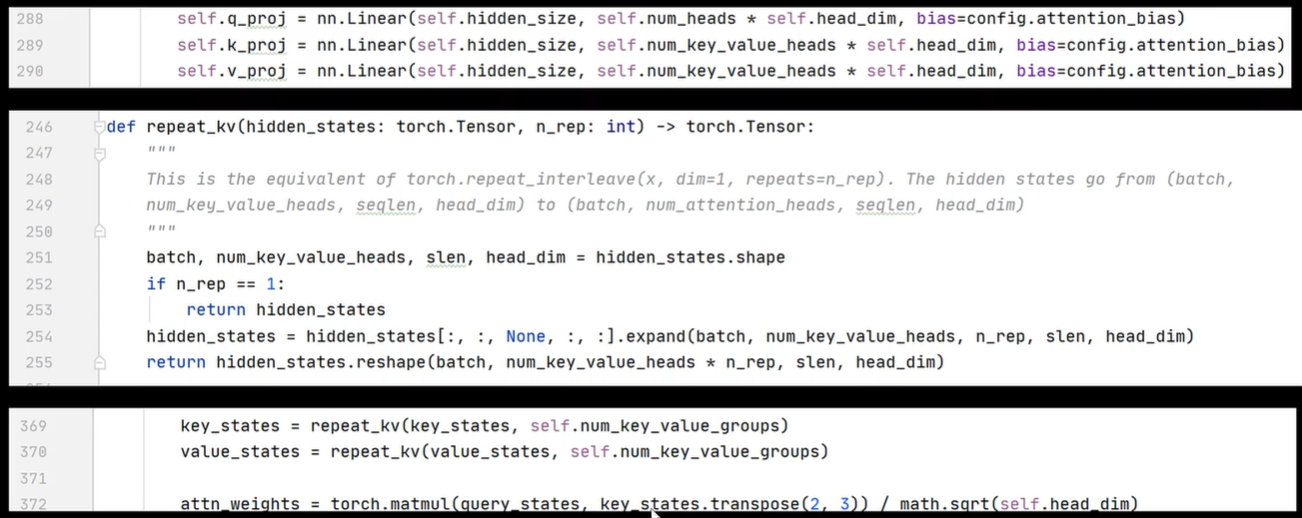 288 self.q_proj = nn.Linear(self.hidden_size, self.num_heads * self.head_dim, bias=config.attention_bias)
289 self.k_proj = nn.Linear(self.hidden_size, self.num_key_value_heads * self.head_dim, bias=config.attention_bias)
290 self.v_proj = nn.Linear(self.hidden_size, self.num_key_value_heads * self.head_dim, bias=config.attention_bias)
246 def repeat_kv(hidden_states: torch.Tensor, n_rep: int) -> torch.Tensor:
247 """
248 This is the equivalent of torch.repeat_interleave(x, dim=1, repeats=n_rep). The hidden states go from (batch,
249 num_key_value_heads, seqlen, head_dim) to (batch, num_attention_heads, seqlen, head_dim)
250 """
251 batch, num_key_value_heads, slen, head_dim = hidden_states.shape
252 if n_rep == 1:
253 return hidden_states
254 hidden_states = hidden_states[:, :, None, :, :].expand(batch, num_key_value_heads, n_rep, slen, head_dim)
255 return hidden_states.reshape(batch, num_key_value_heads * n_rep, slen, head_dim)
369 key_states = repeat_kv(key_states, self.num_key_value_groups)
370 value_states = repeat_kv(value_states, self.num_key_value_groups)
371
372 attn_weights = torch.matmul(query_states, key_states.transpose(2, 3)) / math.sqrt(self.head_dim)